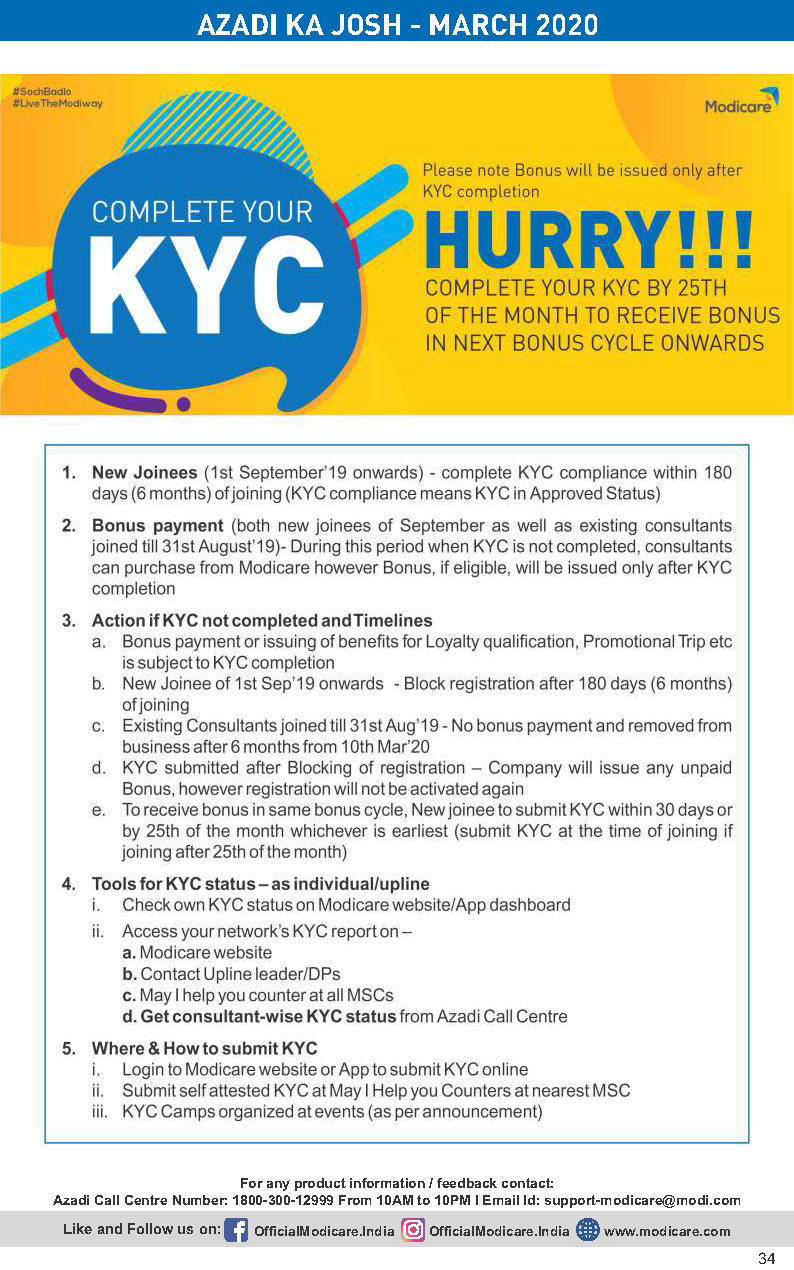 AZADI KA JOSH - MARCH 2020
#SochBadlo
#LiveTheModiway
Modicare
COMPLETE YOUR
KYC
Please note Bonus will be issued only after
KYC completion
HURRY!!!
COMPLETE YOUR KYC BY 25TH
OF THE MONTH TO RECEIVE BONUS
IN NEXT BONUS CYCLE ONWARDS
1. New Joinees (1st September'19 onwards) - complete KYC compliance within 180
days (6 months) of joining (KYC compliance means KYC in Approved Status)
2. Bonus payment (both new joinees of September as well as existing consultants
joined till 31st August'19)- During this period when KYC is not completed, consultants
can purchase from Modicare however Bonus, if eligible, will be issued only after KYC
completion
3. Action if KYC not completed and Timelines
a. Bonus payment or issuing of benefits for Loyalty qualification, Promotional Trip etc
is subject to KYC completion
b. New Joinee of 1st Sep'19 onwards - Block registration after 180 days (6 months)
of joining
c. Existing Consultants joined till 31st Aug'19 - No bonus payment and removed from
business after 6 months from 10th Mar'20
d. KYC submitted after Blocking of registration – Company will issue any unpaid
Bonus, however registration will not be activated again
e. To receive bonus in same bonus cycle, New joinee to submit KYC within 30 days or
by 25th of the month whichever is earliest (submit KYC at the time of joining if
joining after 25th of the month)
4. Tools for KYC status – as individual/upline
i. Check own KYC status on Modicare website/App dashboard
ii. Access your network's KYC report on –
a. Modicare website
b. Contact Upline leader/DPs
c. May I help you counter at all MSCs
d. Get consultant-wise KYC status from Azadi Call Centre
5. Where & How to submit KYC
i. Login to Modicare website or App to submit KYC online
ii. Submit self attested KYC at May I Help you Counters at nearest MSC
iii. KYC Camps organized at events (as per announcement)
For any product information / feedback contact:
Azadi Call Centre Number: 1800-300-12999 From 10AM to 10PM I Email Id: support-modicare@modi.com
Like and Follow us on: OfficialModicare.India OfficialModicare.India www.modicare.com
34